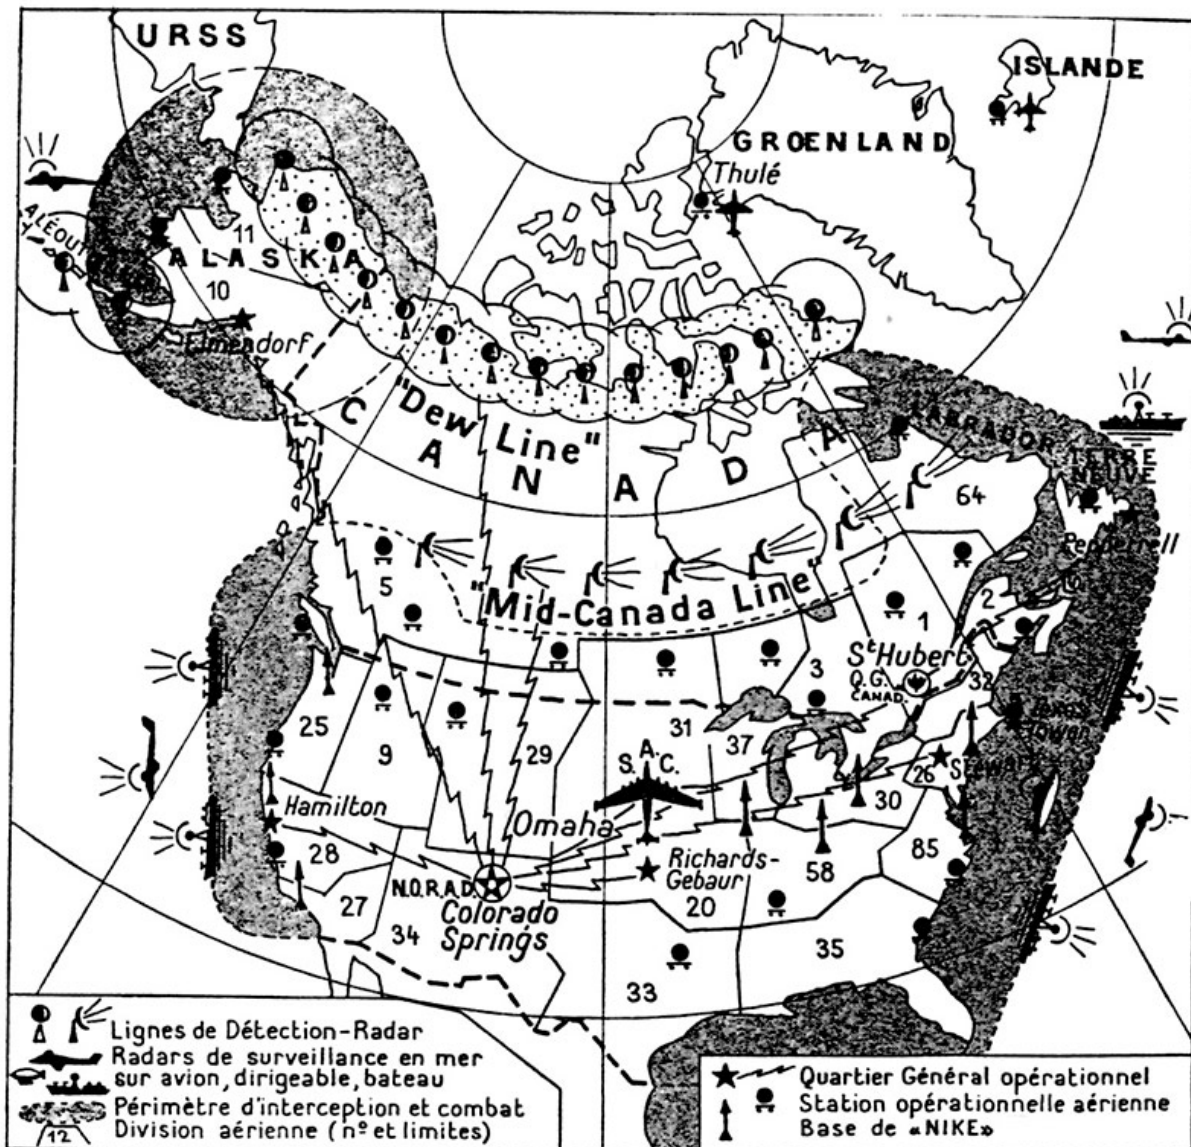 URSS
ISLANDE
GROENLAND
Thulé
ALÉOUT
11
ALASKA
10
Elmendorf
"Dew Line"
CANADA
LABRADOR
TERRE
NEUVE
64
Pepperrell
5
"Mid-Canada Line"
1
2
3
St Hubert
Q.G.
CANAD.
32
25
9
29
31
37
S.A.C.
26
Stewart
30
Hamilton
Omaha
28
Richards-
Gebaur
58
85
N.O.R.A.D.
27
20
Colorado
Springs
34
35
33
Lignes de Détection-Radar
Radars de surveillance en mer
sur avion, dirigeable, bateau
Périmètre d'interception et combat
12
Division aérienne (nº et limites)
Quartier Général opérationnel
Station opérationnelle aérienne
Base de «NIKE»